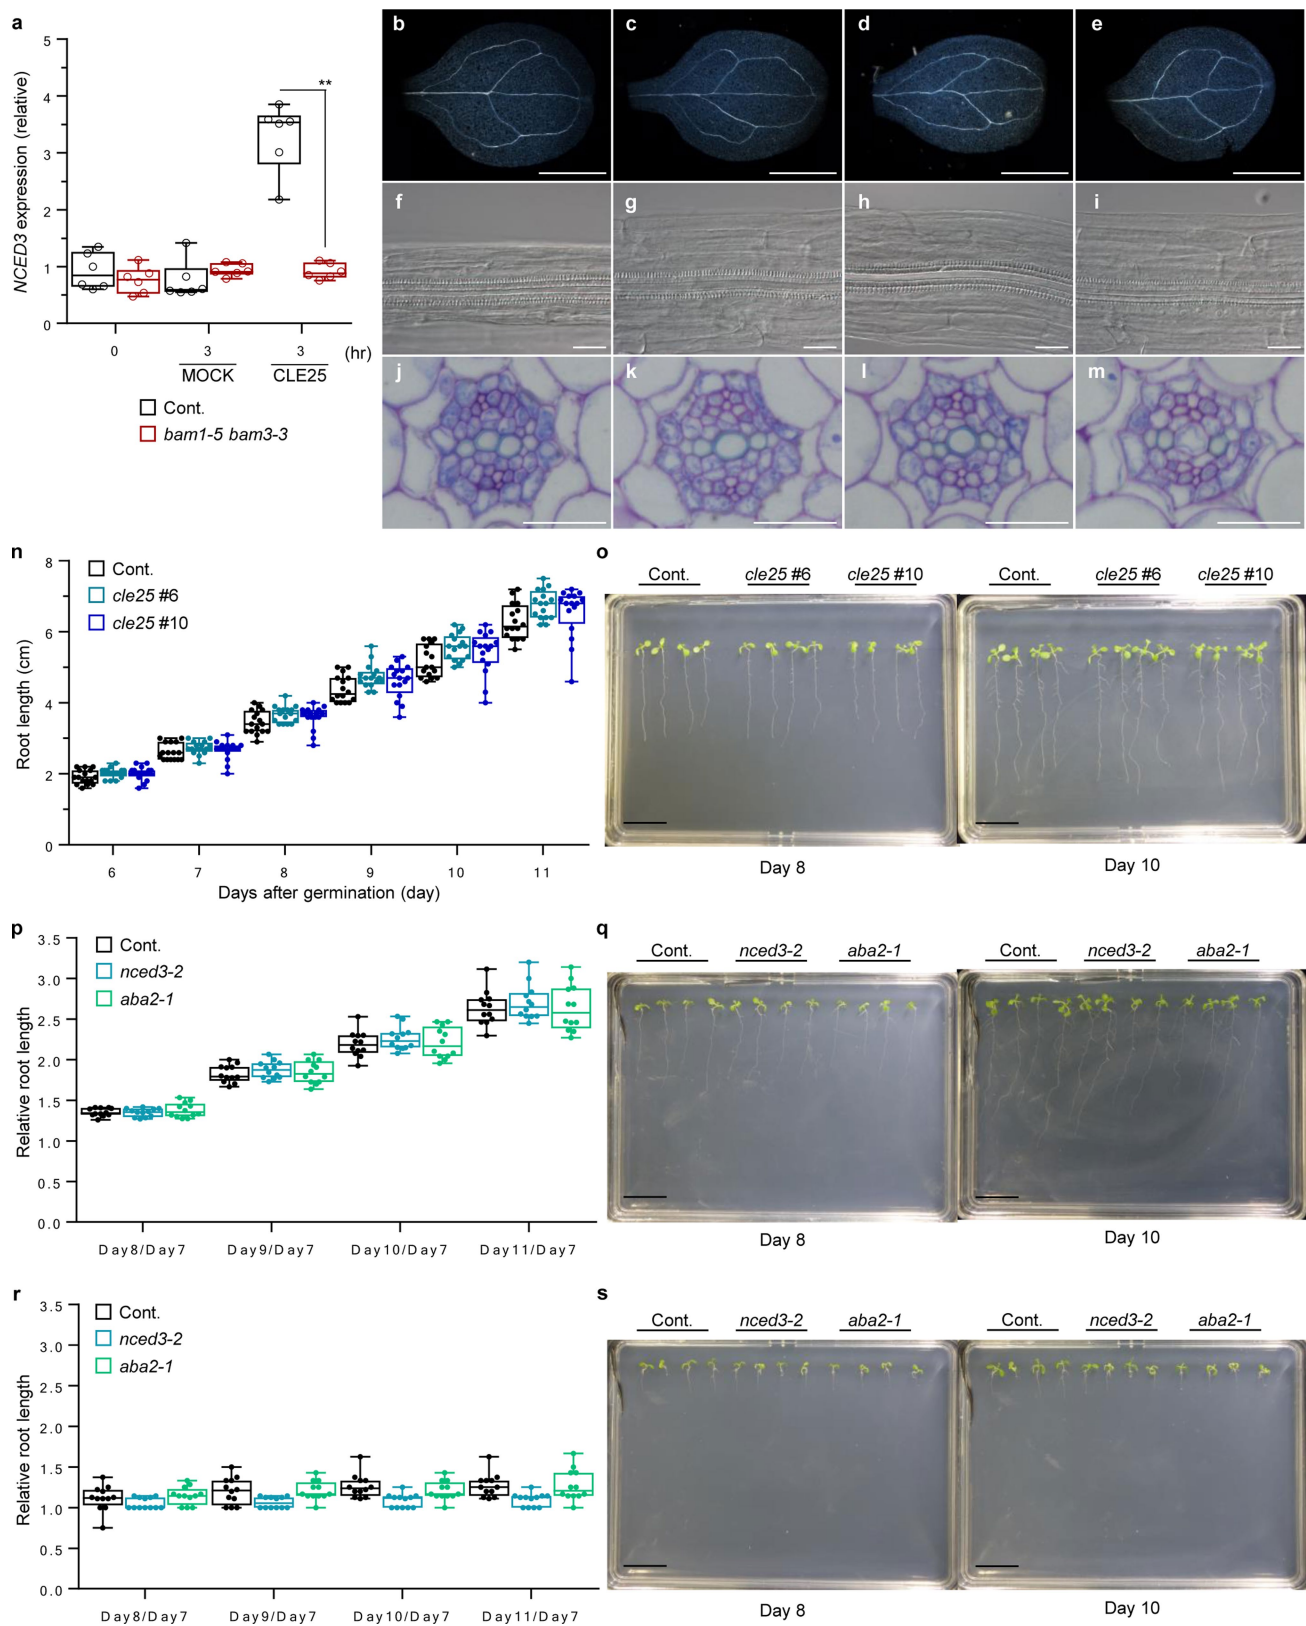 a
5
4
3
2
1
0
NCED3 expression (relative)
**
0
3
3
(hr)
MOCK
CLE25
Cont.
bam1-5 bam3-3
b
c
d
e
f
g
h
i
j
k
l
m
n
8
6
4
2
0
Root length (cm)
Cont.
cle25 #6
cle25 #10
6
7
8
9
10
11
Days after germination (day)
o
Cont.
cle25 #6
cle25 #10
Cont.
cle25 #6
cle25 #10
Day 8
Day 10
p
3.5
3.0
2.5
2.0
1.5
1.0
0.5
0.0
Relative root length
Cont.
nced3-2
aba2-1
Day8/Day7
Day9/Day7
Day10/Day7
Day11/Day7
q
Cont.
nced3-2
aba2-1
Cont.
nced3-2
aba2-1
Day 8
Day 10
r
3.5
3.0
2.5
2.0
1.5
1.0
0.5
0.0
Relative root length
Cont.
nced3-2
aba2-1
Day8/Day7
Day9/Day7
Day10/Day7
Day11/Day7
s
Cont.
nced3-2
aba2-1
Cont.
nced3-2
aba2-1
Day 8
Day 10